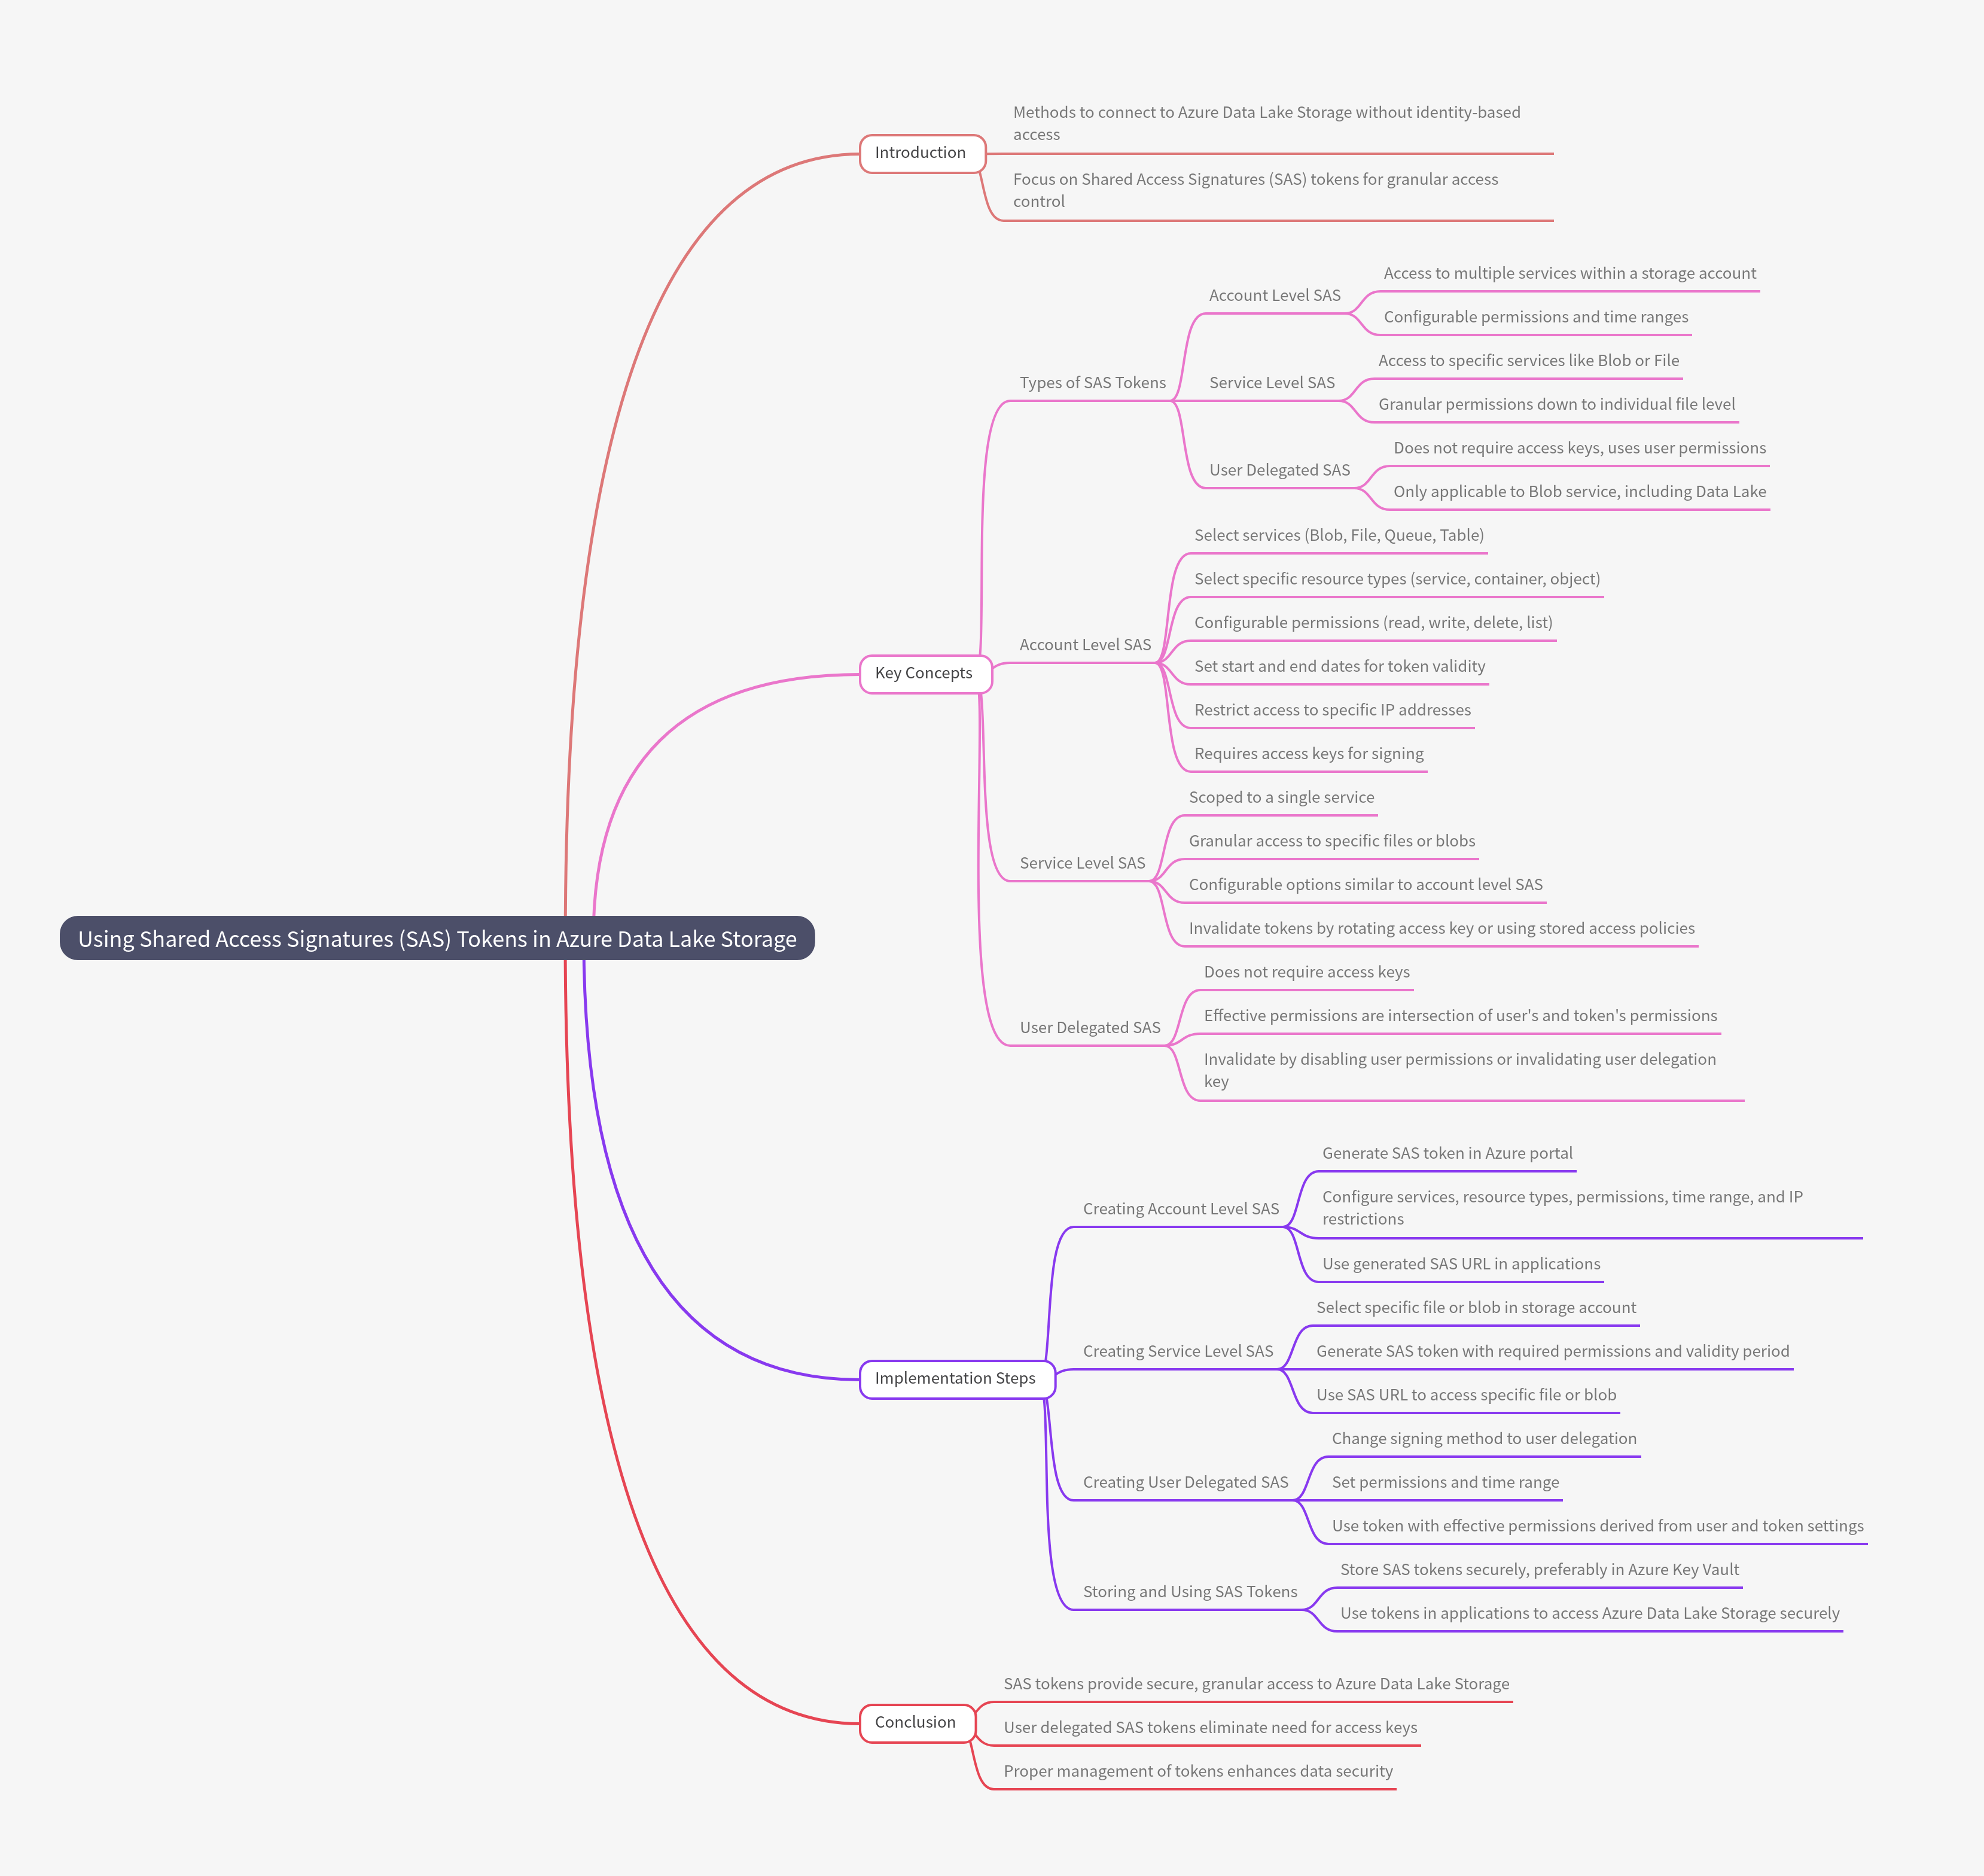 Using Shared Access Signatures (SAS) Tokens in Azure Data Lake Storage
Introduction
Methods to connect to Azure Data Lake Storage without identity-based
access
Focus on Shared Access Signatures (SAS) tokens for granular access
control
Key Concepts
Types of SAS Tokens
Account Level SAS
Access to multiple services within a storage account
Configurable permissions and time ranges
Service Level SAS
Access to specific services like Blob or File
Granular permissions down to individual file level
User Delegated SAS
Does not require access keys, uses user permissions
Only applicable to Blob service, including Data Lake
Account Level SAS
Select services (Blob, File, Queue, Table)
Select specific resource types (service, container, object)
Configurable permissions (read, write, delete, list)
Set start and end dates for token validity
Restrict access to specific IP addresses
Requires access keys for signing
Service Level SAS
Scoped to a single service
Granular access to specific files or blobs
Configurable options similar to account level SAS
Invalidate tokens by rotating access key or using stored access policies
User Delegated SAS
Does not require access keys
Effective permissions are intersection of user's and token's permissions
Invalidate by disabling user permissions or invalidating user delegation
key
Implementation Steps
Creating Account Level SAS
Generate SAS token in Azure portal
Configure services, resource types, permissions, time range, and IP
restrictions
Use generated SAS URL in applications
Creating Service Level SAS
Select specific file or blob in storage account
Generate SAS token with required permissions and validity period
Use SAS URL to access specific file or blob
Creating User Delegated SAS
Change signing method to user delegation
Set permissions and time range
Use token with effective permissions derived from user and token settings
Storing and Using SAS Tokens
Store SAS tokens securely, preferably in Azure Key Vault
Use tokens in applications to access Azure Data Lake Storage securely
Conclusion
SAS tokens provide secure, granular access to Azure Data Lake Storage
User delegated SAS tokens eliminate need for access keys
Proper management of tokens enhances data security